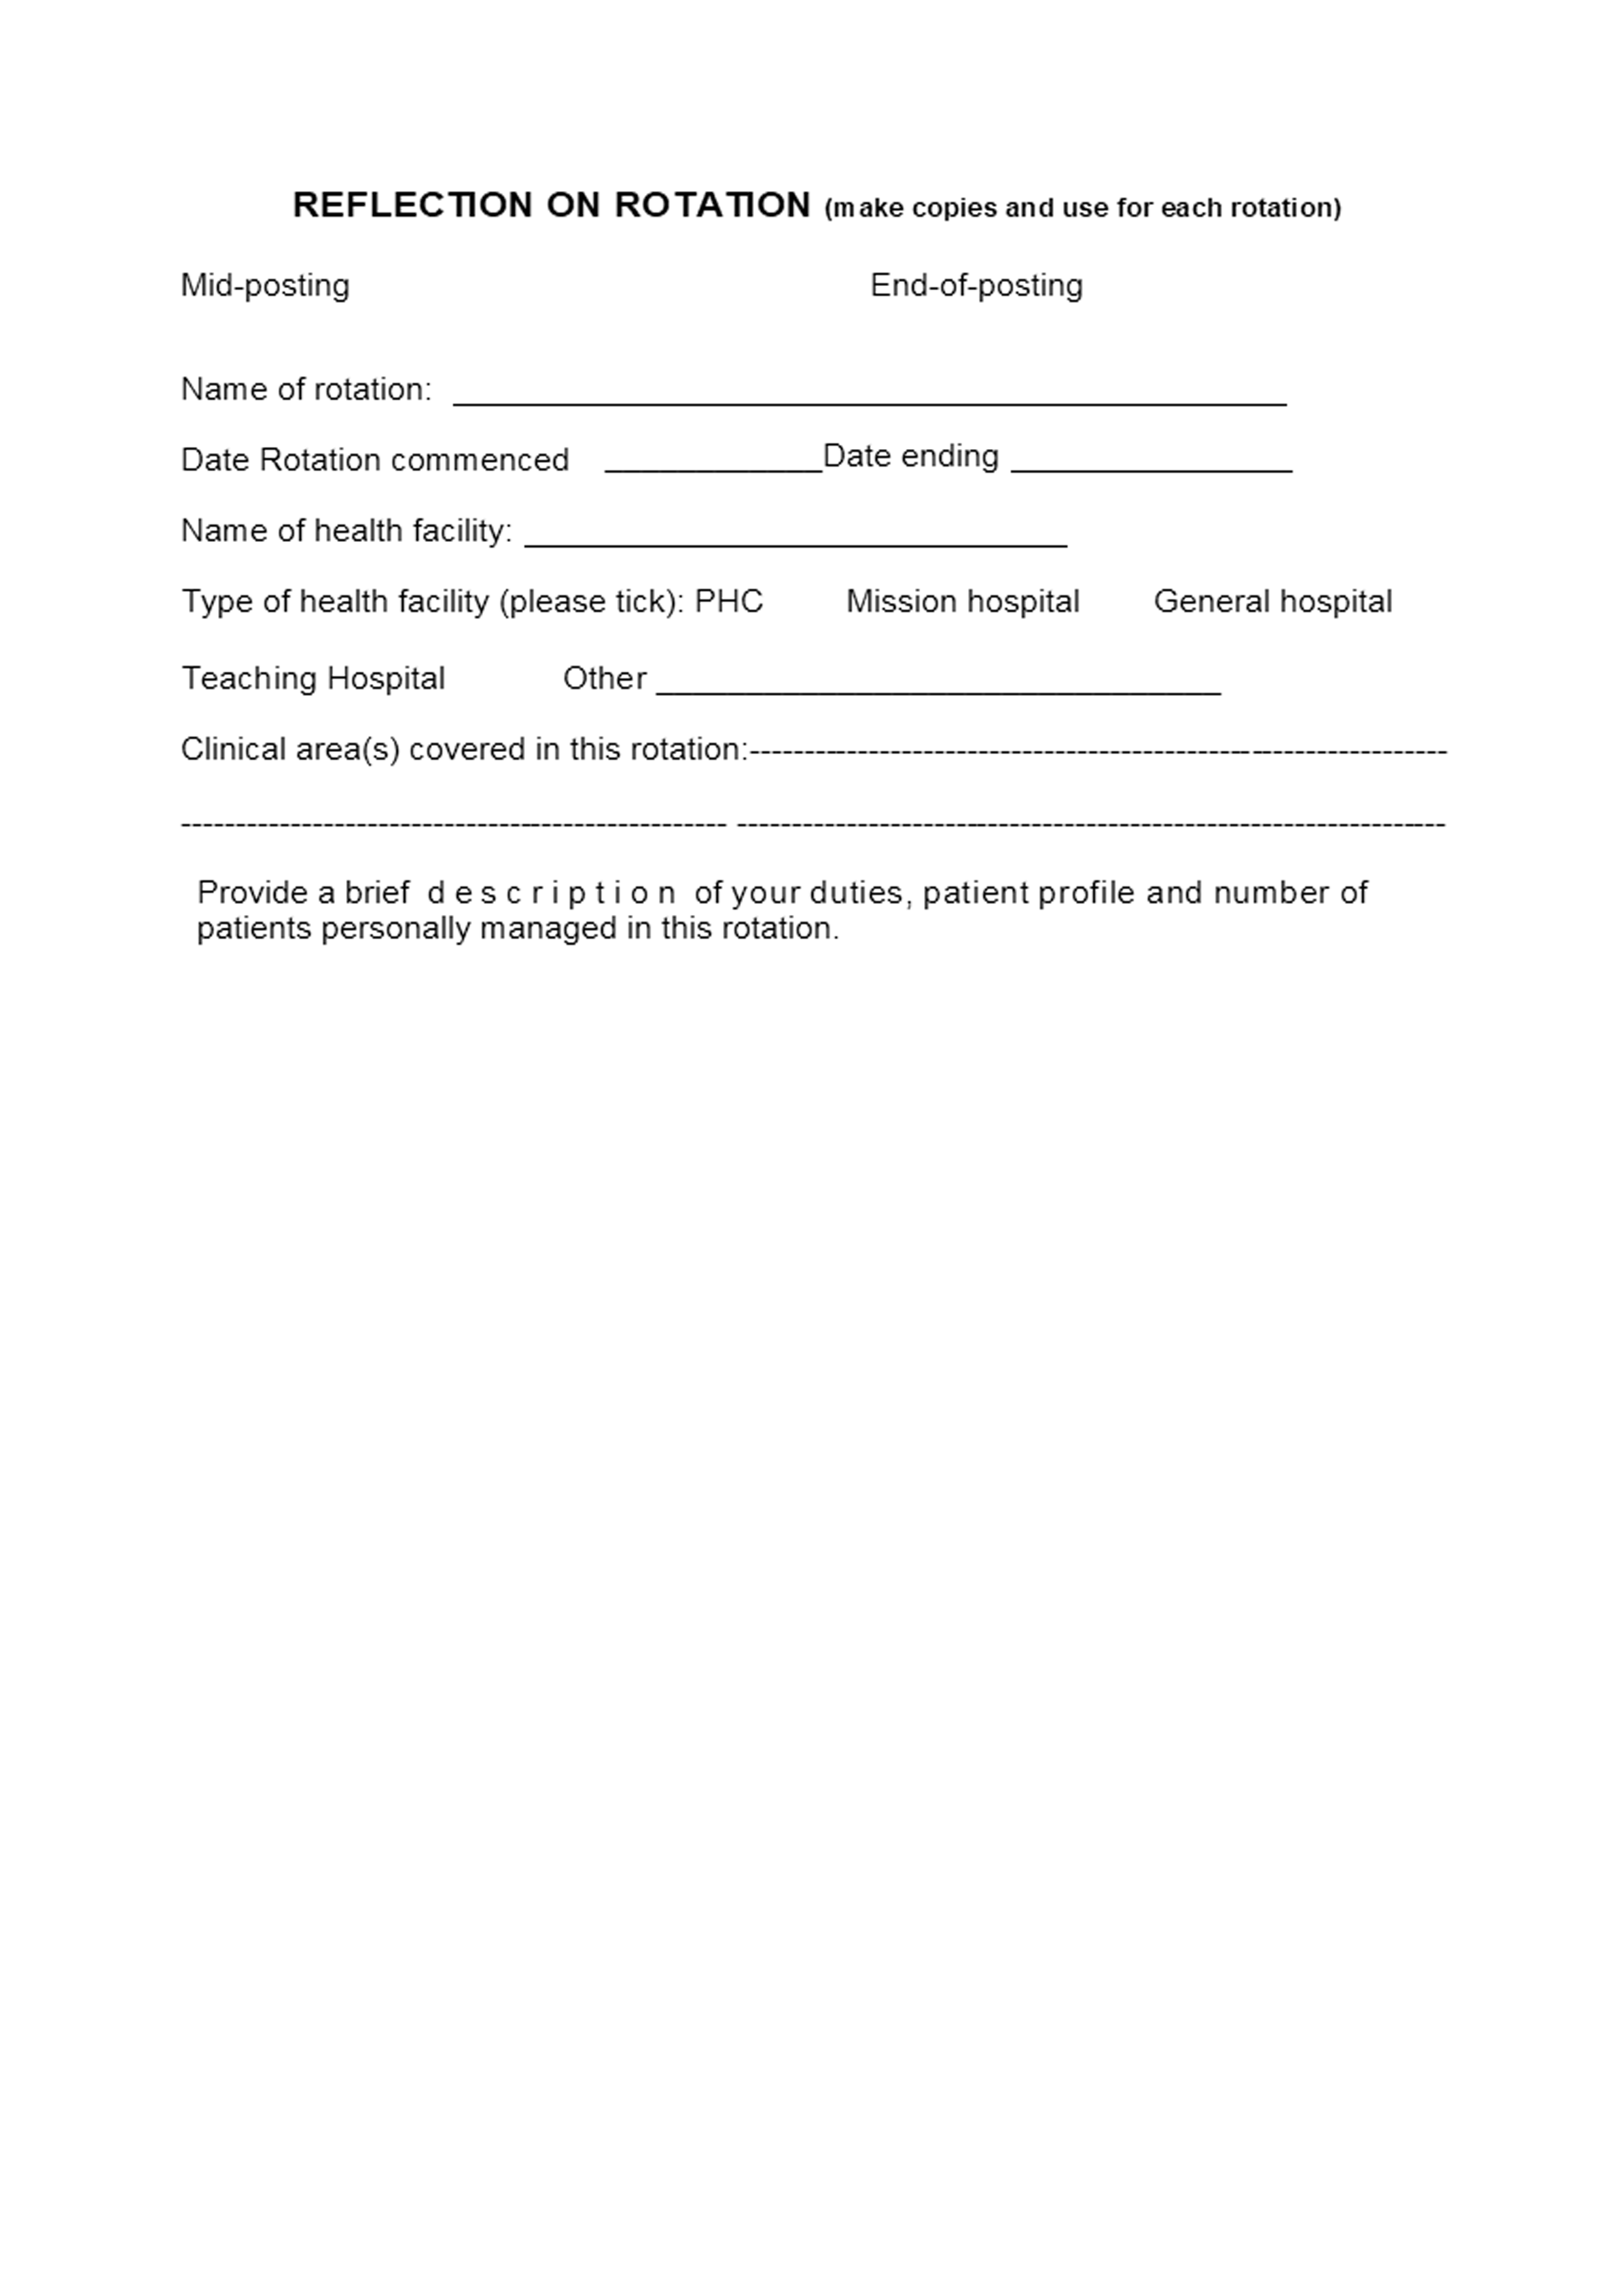 REFLECTION ON ROTATION (make copies and use for each rotation)
Mid-posting End-of-posting
Name of rotation: ______________________________________________
Date Rotation commenced ____________Date ending ________________
Name of health facility: ______________________________
Type of health facility (please tick): PHC Mission hospital General hospital
Teaching Hospital Other _______________________________
Clinical area(s) covered in this rotation:----------------------------------------------------------------
-------------------------------------------------- -----------------------------------------------------------------
Provide a brief d e s c r i p t i o n of your duties, patient profile and number of
patients personally managed in this rotation.